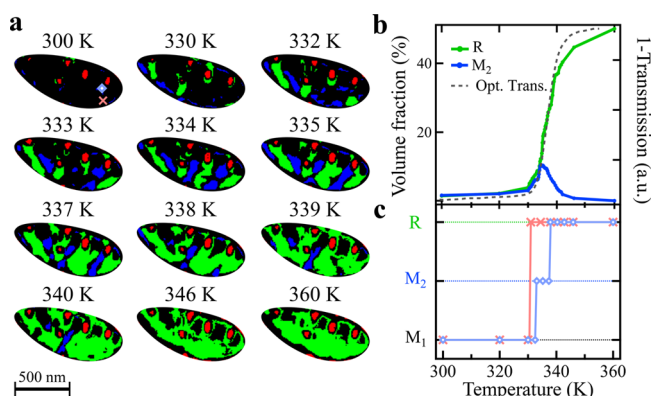 a
300 K 330 K 332 K
333 K 334 K 335 K
337 K 338 K 339 K
340 K 346 K 360 K
500 nm
b
Volume fraction (%)
40
20
R
M2
Opt. Trans.
1-Transmission (a.u.)
c
R
M2
M1
300 320 340 360
Temperature (K)